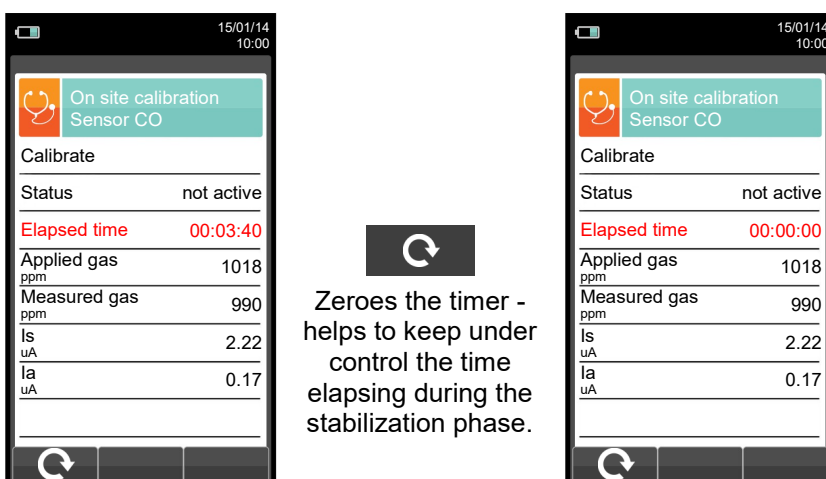 15/01/14
10:00
On site calibration
Sensor CO
Calibrate
Status not active
Elapsed time 00:03:40
Applied gas 1018
ppm
Measured gas 990
ppm
Is 2.22
uA
Ia 0.17
uA
Zeroes the timer -
helps to keep under
control the time
elapsing during the
stabilization phase.
15/01/14
10:00
On site calibration
Sensor CO
Calibrate
Status not active
Elapsed time 00:00:00
Applied gas 1018
ppm
Measured gas 990
ppm
Is 2.22
uA
Ia 0.17
uA